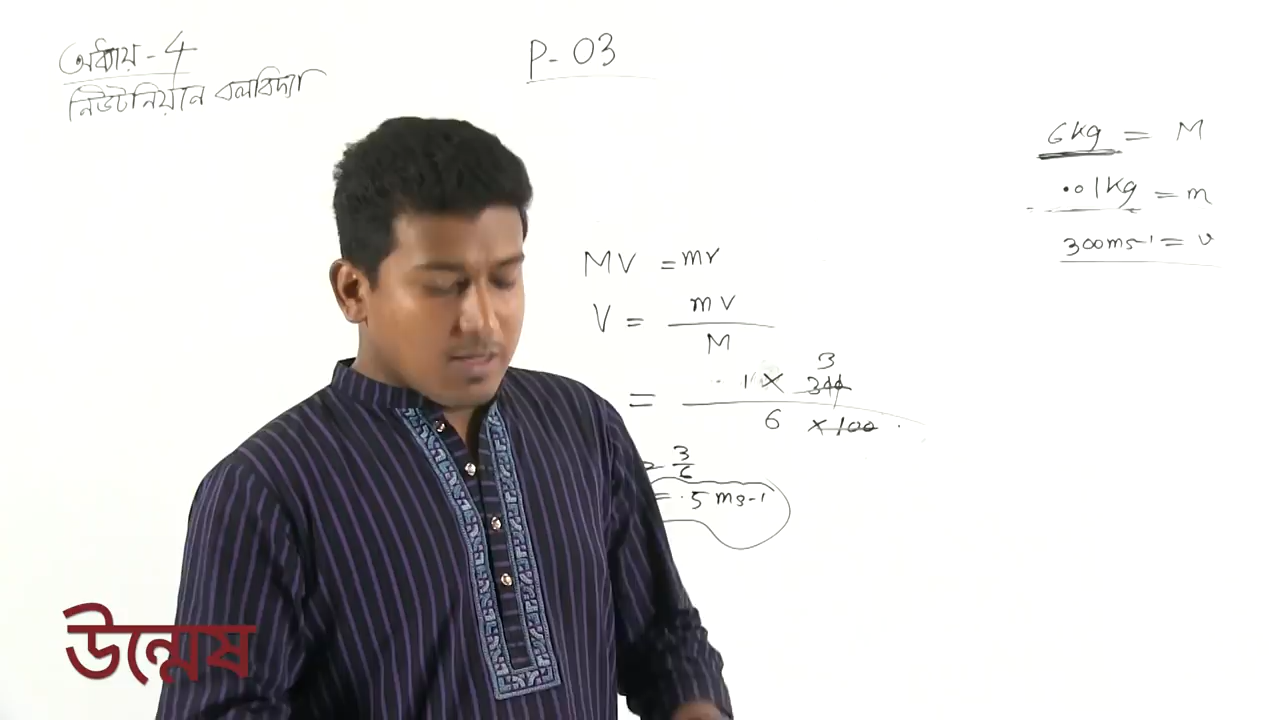 অধ্যায় - 4
নিউটনিয়ান বলবিদ্যা
P- 03
6kg = M
.01kg = m
300ms-1 = v
MV = mv
V = mv / M
= 1 × 300 3 / 6 × 100
= 3/6
= .5 ms-1
উন্মেষ